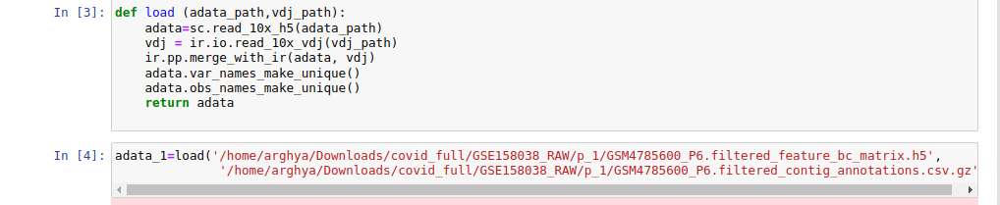 In [3]: def load (adata_path,vdj_path):
    adata=sc.read_10x_h5(adata_path)
    vdj = ir.io.read_10x_vdj(vdj_path)
    ir.pp.merge_with_ir(adata, vdj)
    adata.var_names_make_unique()
    adata.obs_names_make_unique()
    return adata
In [4]: adata_1=load('/home/arghya/Downloads/covid_full/GSE158038_RAW/p_1/GSM4785600_P6.filtered_feature_bc_matrix.h5',
              '/home/arghya/Downloads/covid_full/GSE158038_RAW/p_1/GSM4785600_P6.filtered_contig_annotations.csv.gz'